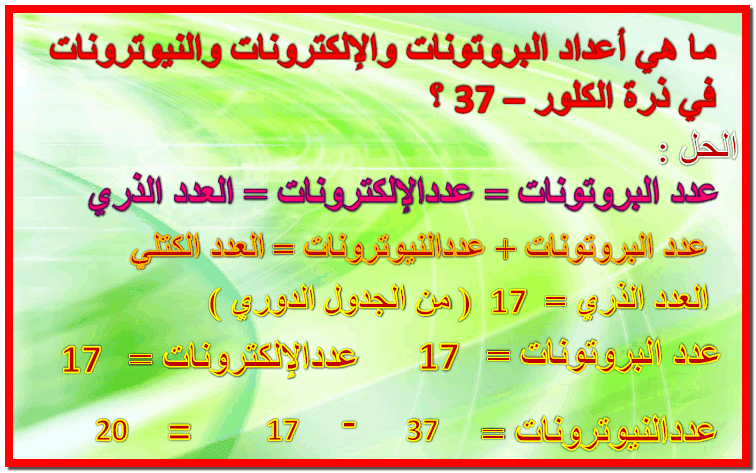 ما هي أعداد البروتونات والإلكترونات والنيوترونات
في ذرة الكلور – 37 ؟
الحل :
عدد البروتونات = عددالإلكترونات = العدد الذري
عدد البروتونات + عددالنيوترونات = العدد الكتلي
العدد الذري = 17 ( من الجدول الدوري )
عدد البروتونات = 17 عددالإلكترونات = 17
عددالنيوترونات = 37 - 17 = 20